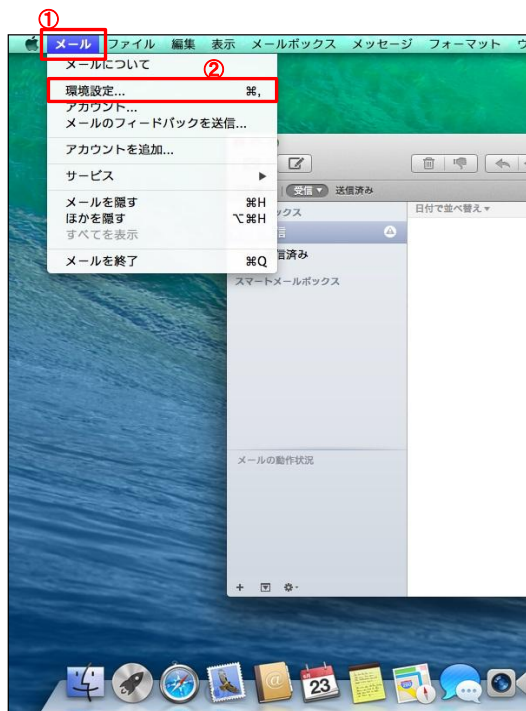 ①
メール ファイル 編集 表示 メールボックス メッセージ フォーマット
メールについて
②
環境設定... ⌘,
アカウント...
メールのフィードバックを送信...
アカウントを追加...
サービス ▶
メールを隠す ⌘H
ほかを隠す ⌥⌘H
すべてを表示
メールを終了 ⌘Q
受信 ▼ 送信済み
日付で並べ替え ▼
ックス
信
信済み
スマートメールボックス
メールの動作状況
23